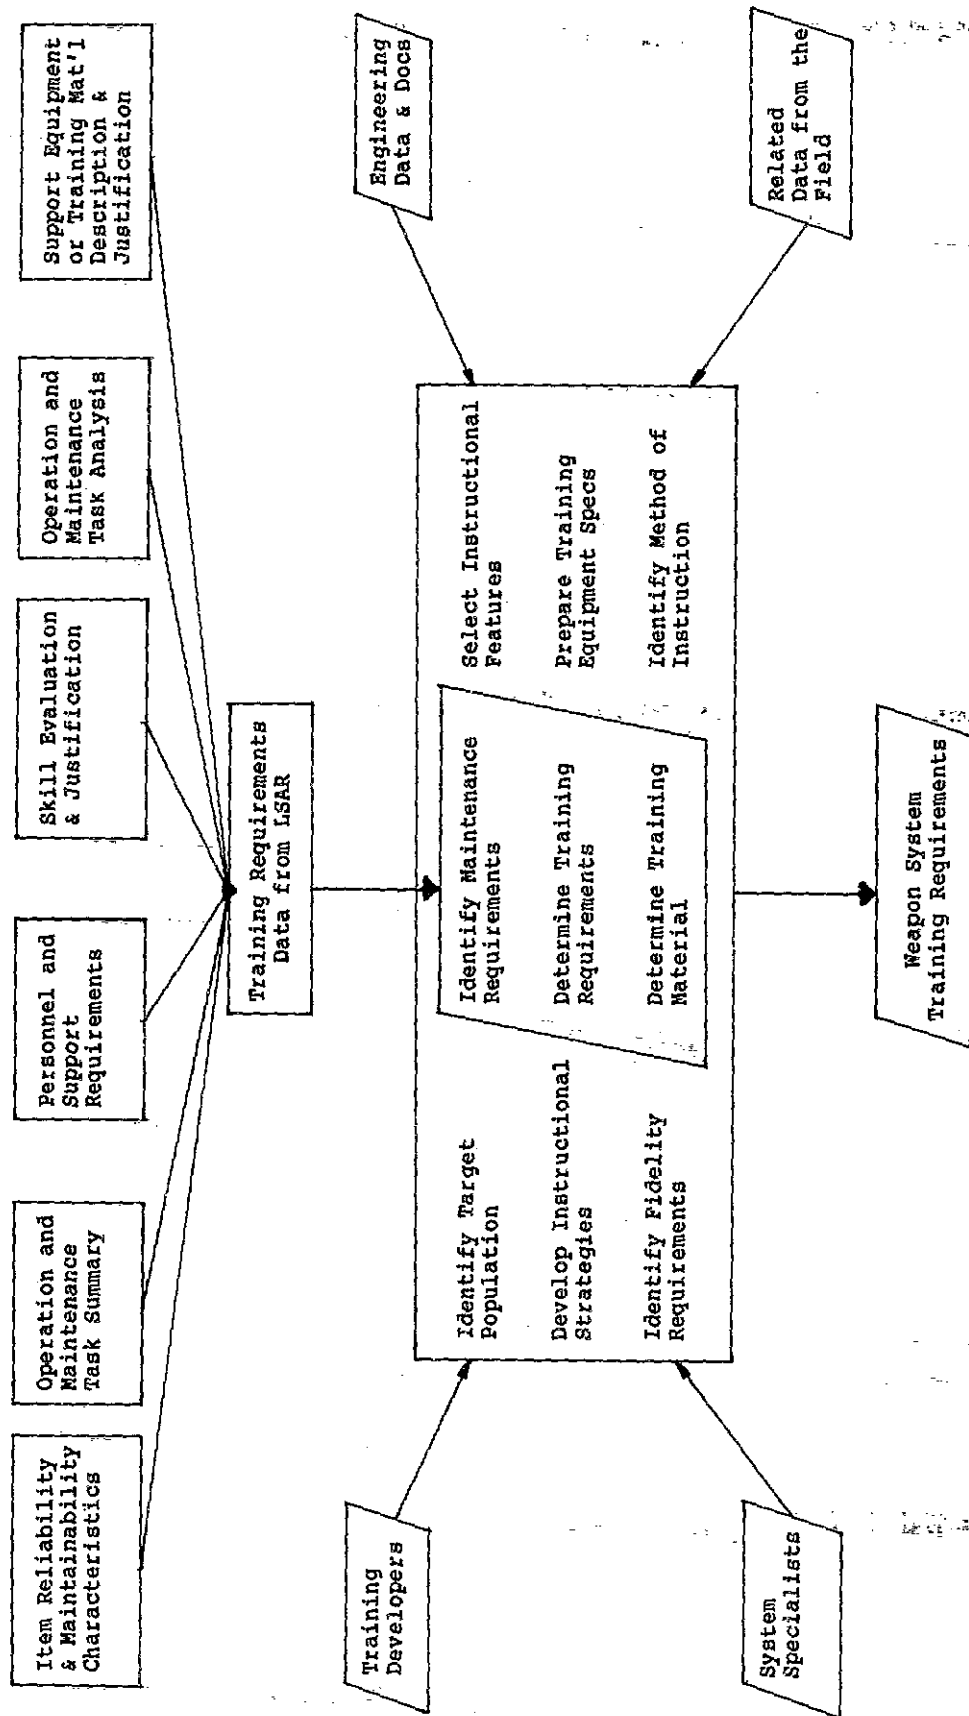 Item Reliability
& Maintainability
Characteristics
Operation and
Maintenance
Task Summary
Personnel and
Support
Requirements
Skill Evaluation
& Justification
Operation and
Maintenance
Task Analysis
Support Equipment
or Training Mat'l
Description &
Justification
Training Requirements
Data from LSAR
Training
Developers
Engineering
Data & Docs
Identify Target
Population
Develop Instructional
Strategies
Identify Fidelity
Requirements
Identify Maintenance
Requirements
Determine Training
Requirements
Determine Training
Material
Select Instructional
Features
Prepare Training
Equipment Specs
Identify Method of
Instruction
System
Specialists
Related
Data from the
Field
Weapon System
Training Requirements